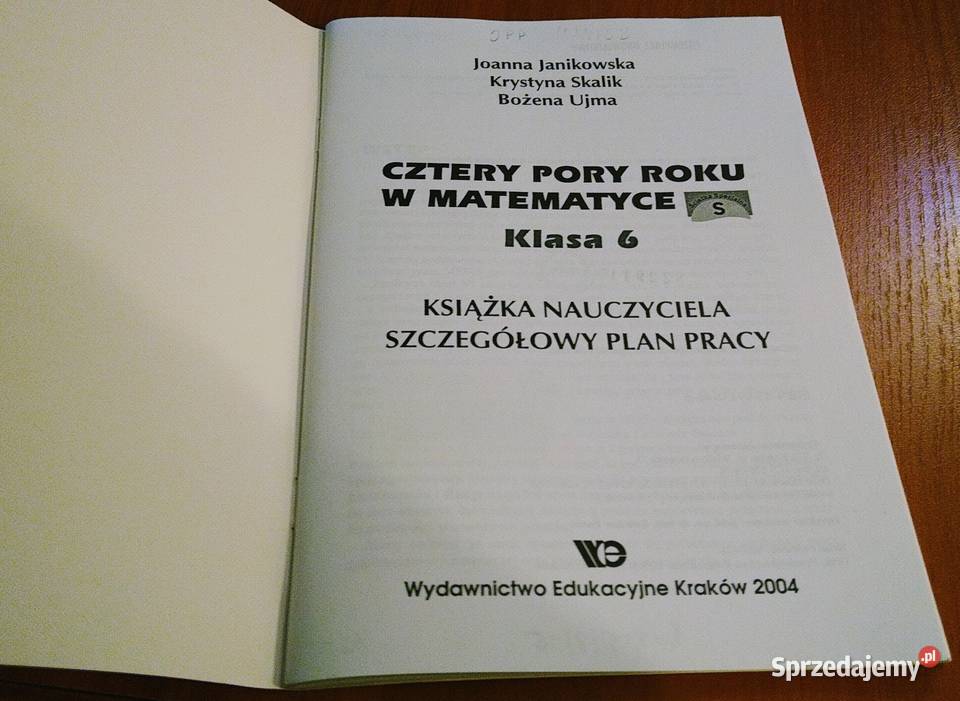 Joanna Janikowska
Krystyna Skalik
Bożena Ujma
CZTERY PORY ROKU
W MATEMATYCE
S
Klasa 6
KSIĄŻKA NAUCZYCIELA
SZCZEGÓŁOWY PLAN PRACY
Wydawnictwo Edukacyjne Kraków 2004
Sprzedajemy.pl